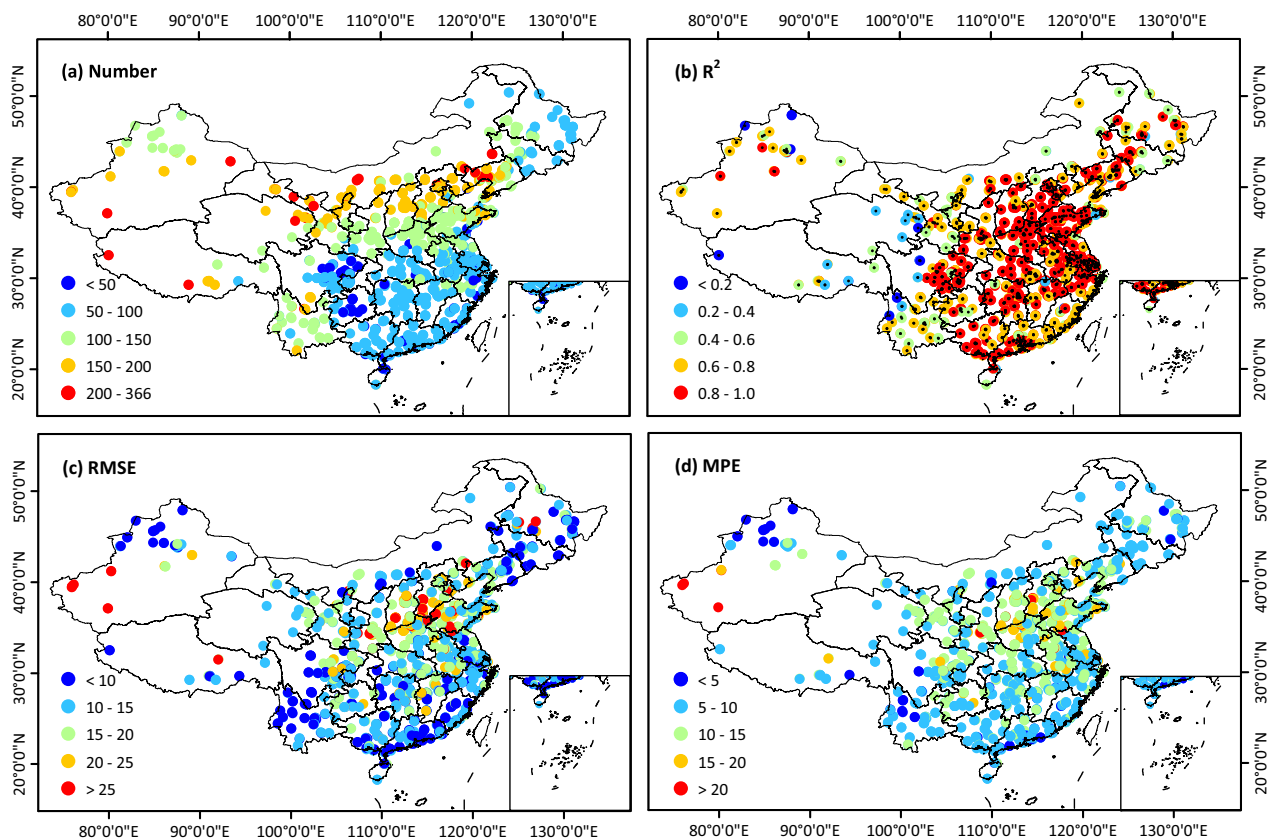 80°0'0"E 90°0'0"E 100°0'0"E 110°0'0"E 120°0'0"E 130°0'0"E 80°0'0"E 90°0'0"E 100°0'0"E 110°0'0"E 120°0'0"E 130°0'0"E
(a) Number
50°0'0"N
40°0'0"N
30°0'0"N
20°0'0"N
< 50
50 - 100
100 - 150
150 - 200
200 - 366
(b) R²
50°0'0"N
40°0'0"N
30°0'0"N
20°0'0"N
< 0.2
0.2 - 0.4
0.4 - 0.6
0.6 - 0.8
0.8 - 1.0
(c) RMSE
50°0'0"N
40°0'0"N
30°0'0"N
20°0'0"N
< 10
10 - 15
15 - 20
20 - 25
> 25
(d) MPE
50°0'0"N
40°0'0"N
30°0'0"N
20°0'0"N
< 5
5 - 10
10 - 15
15 - 20
> 20
80°0'0"E 90°0'0"E 100°0'0"E 110°0'0"E 120°0'0"E 130°0'0"E 80°0'0"E 90°0'0"E 100°0'0"E 110°0'0"E 120°0'0"E 130°0'0"E